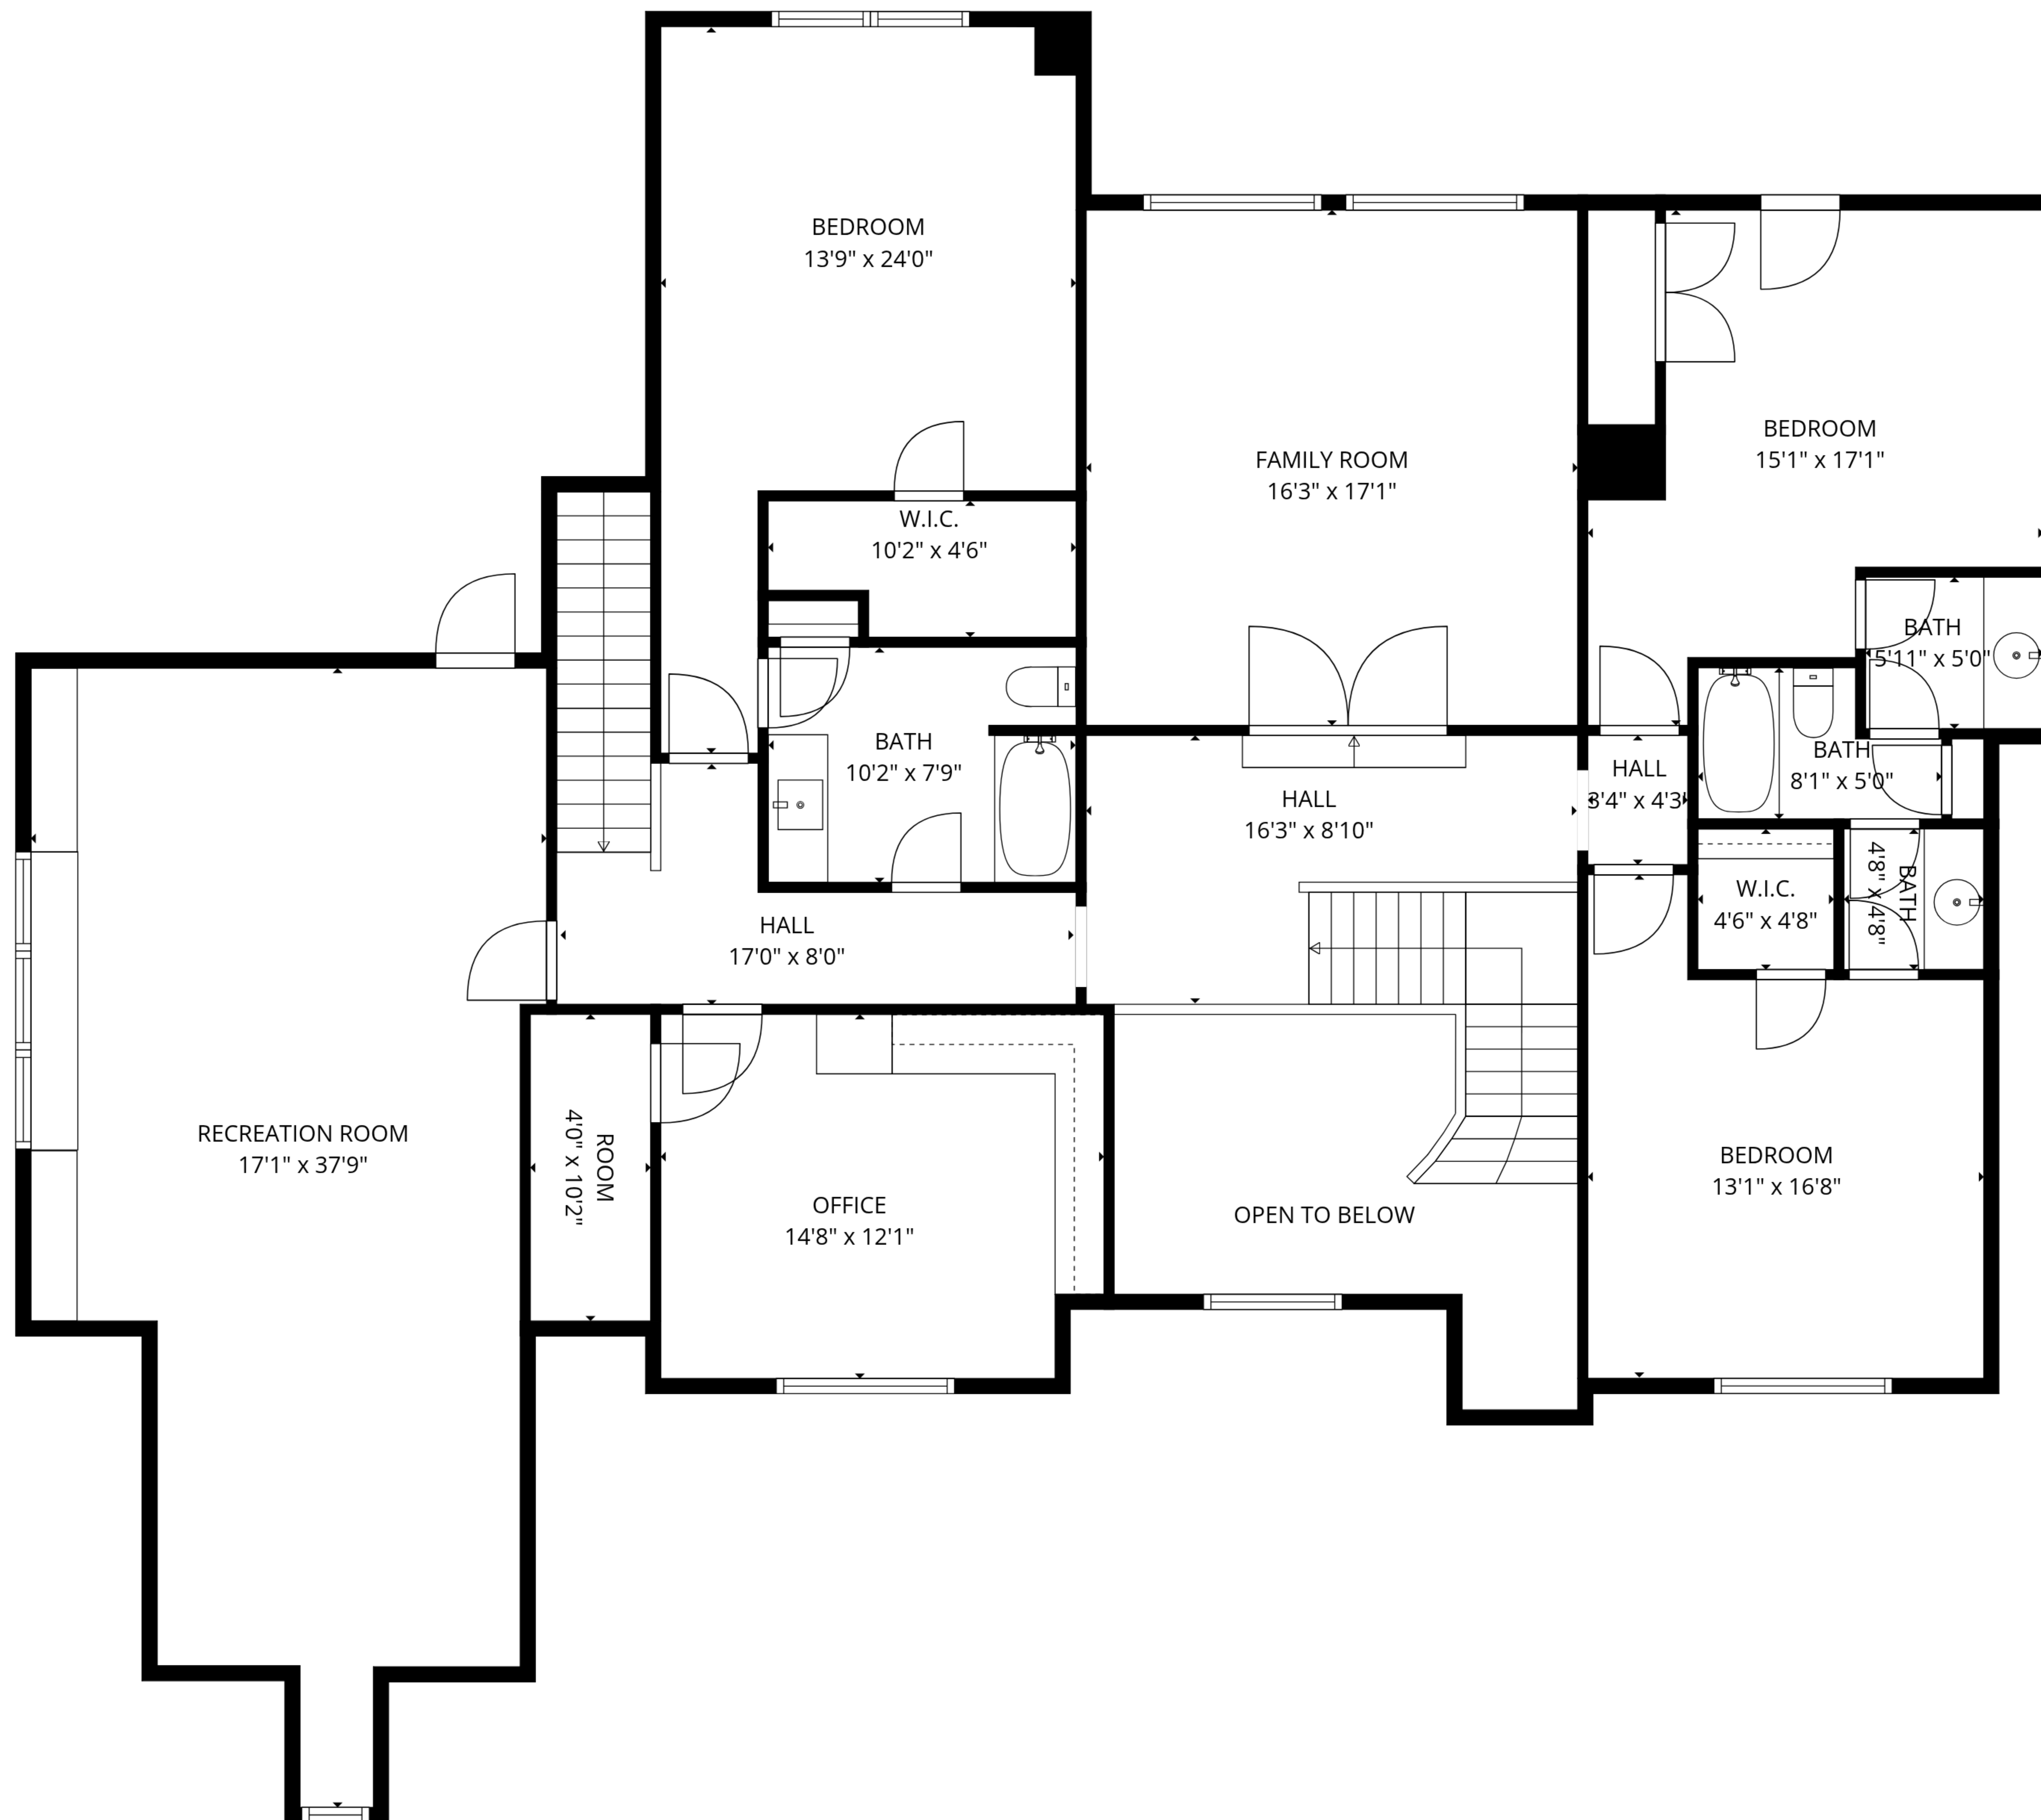 BEDROOM
13'9" x 24'0"
FAMILY ROOM
16'3" x 17'1"
BEDROOM
15'1" x 17'1"
W.I.C.
10'2" x 4'6"
BATH
5'11" x 5'0"
BATH
10'2" x 7'9"
BATH
8'1" x 5'0"
HALL
3'4" x 4'3"
HALL
16'3" x 8'10"
W.I.C.
4'6" x 4'8"
BATH
4'8" x 4'8"
HALL
17'0" x 8'0"
RECREATION ROOM
17'1" x 37'9"
ROOM
4'0" x 10'2"
OFFICE
14'8" x 12'1"
OPEN TO BELOW
BEDROOM
13'1" x 16'8"